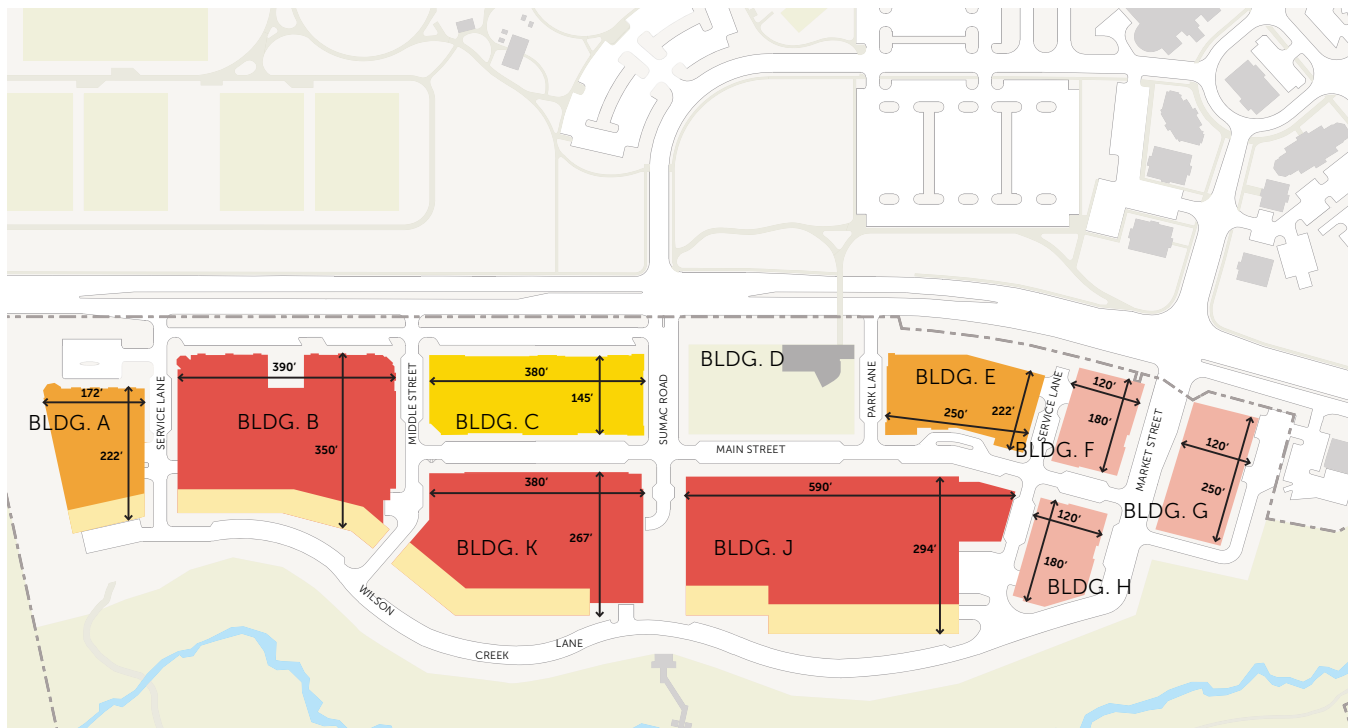 BLDG. A
172'
222'
SERVICE LANE
BLDG. B
390'
350'
MIDDLE STREET
BLDG. C
380'
145'
SUMAC ROAD
BLDG. D
MAIN STREET
PARK LANE
BLDG. E
250'
222'
SERVICE LANE
BLDG. F
120'
180'
MARKET STREET
BLDG. G
120'
250'
BLDG. K
380'
267'
BLDG. J
590'
294'
BLDG. H
120'
180'
WILSON
CREEK
LANE